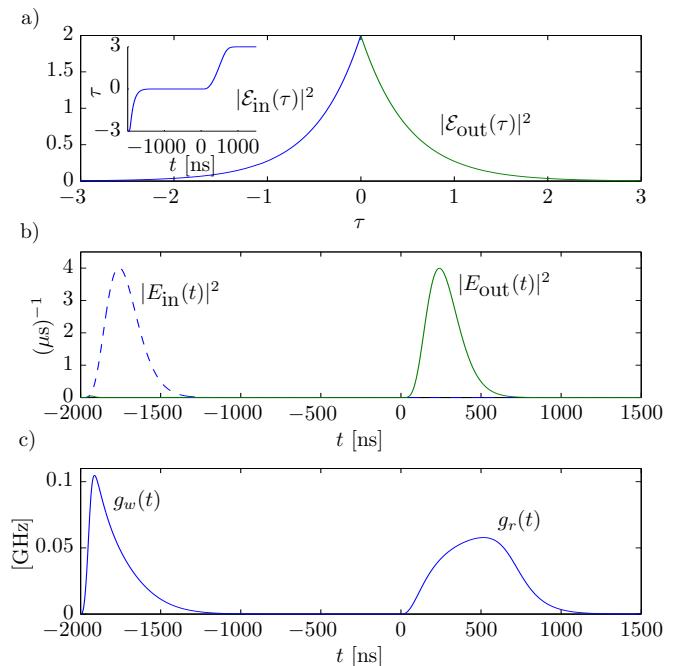 a)
2
1.5
1
0.5
0
3
0
−3
τ
−1000 0 1000
t [ns]
|ℰin(τ)|²
|ℰout(τ)|²
−3 −2 −1 0 1 2 3
τ
b)
4
3
2
1
0
(μs)⁻¹
|Ein(t)|²
|Eout(t)|²
−2000 −1500 −1000 −500 0 500 1000 1500
t [ns]
c)
0.1
0.05
0
[GHz]
gw(t)
gr(t)
−2000 −1500 −1000 −500 0 500 1000 1500
t [ns]